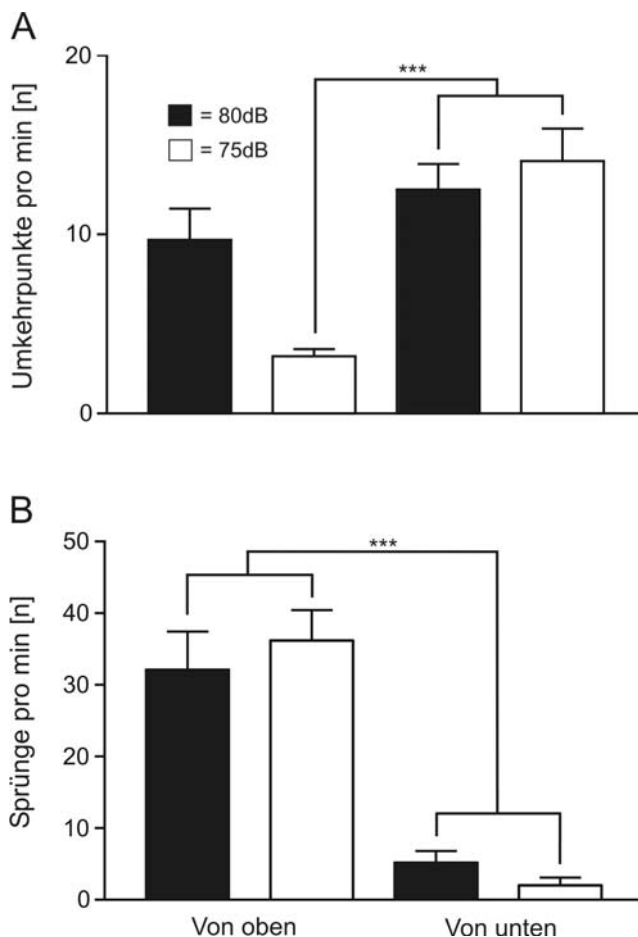 A
Umkehrpunkte pro min [n]
20
10
0
***
= 80dB
= 75dB
B
Sprünge pro min [n]
50
40
30
20
10
0
***
Von oben
Von unten